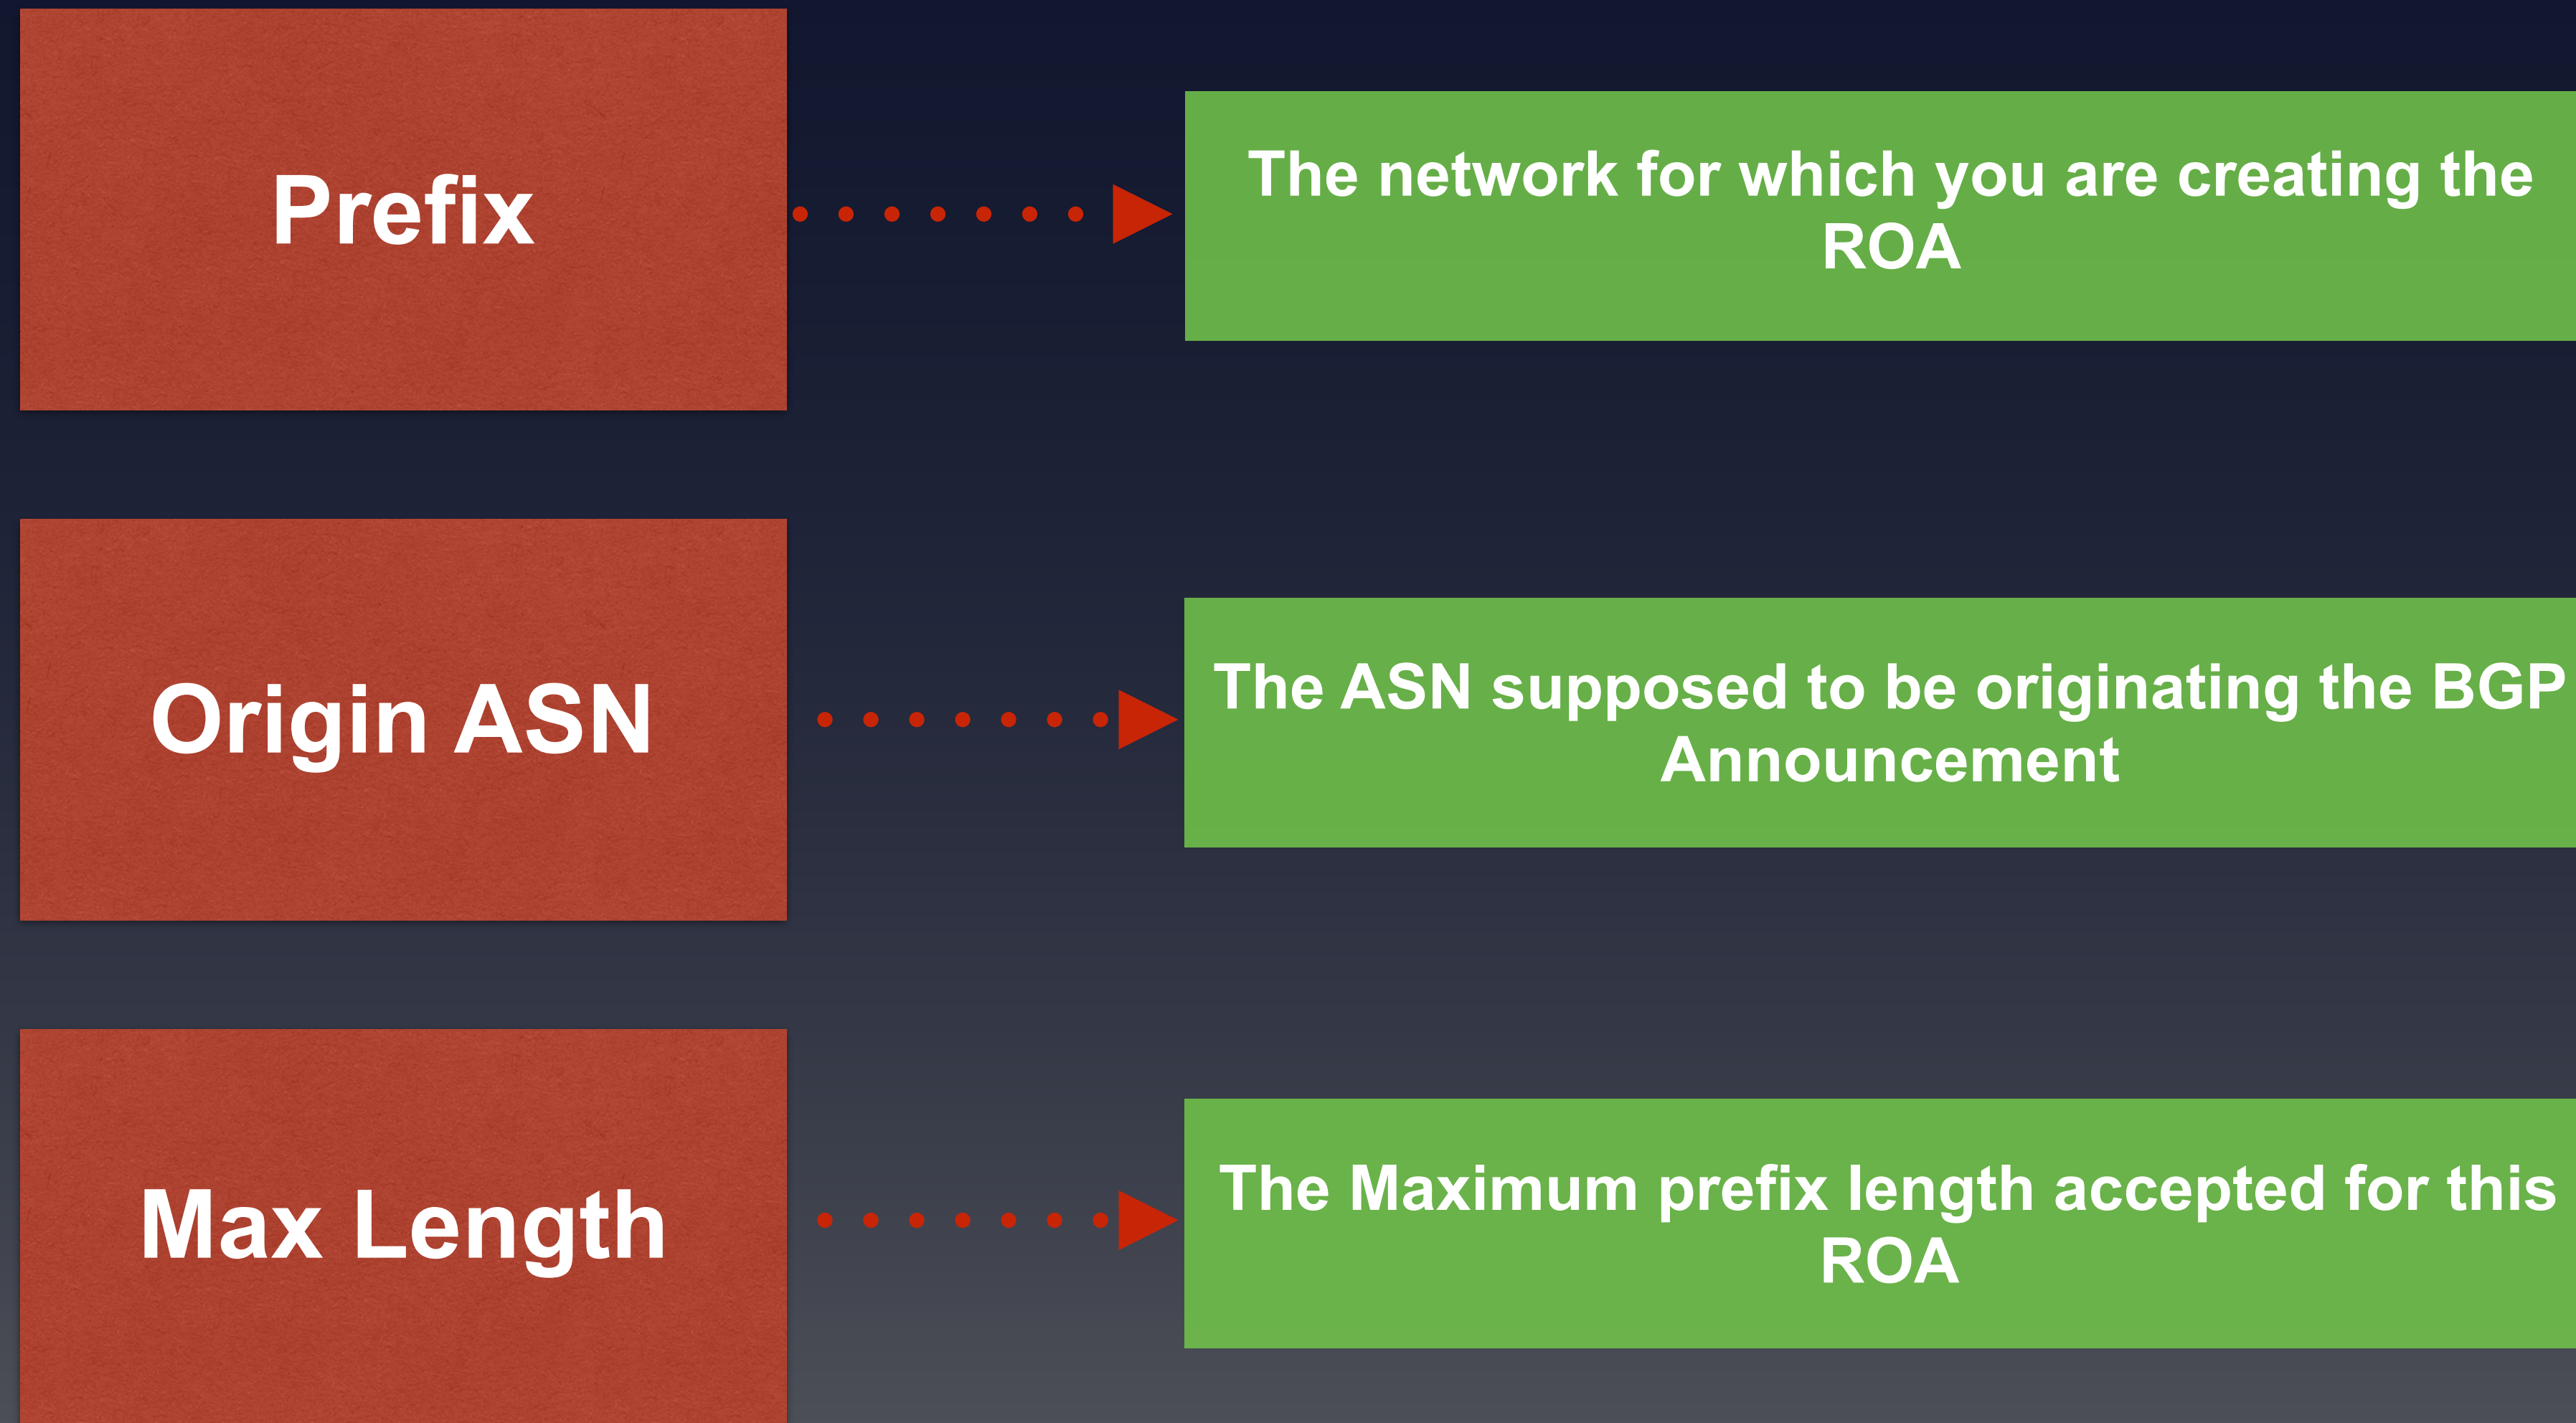 Prefix
The network for which you are creating the
ROA
Origin ASN
The ASN supposed to be originating the BGP
Announcement
Max Length
The Maximum prefix length accepted for this
ROA